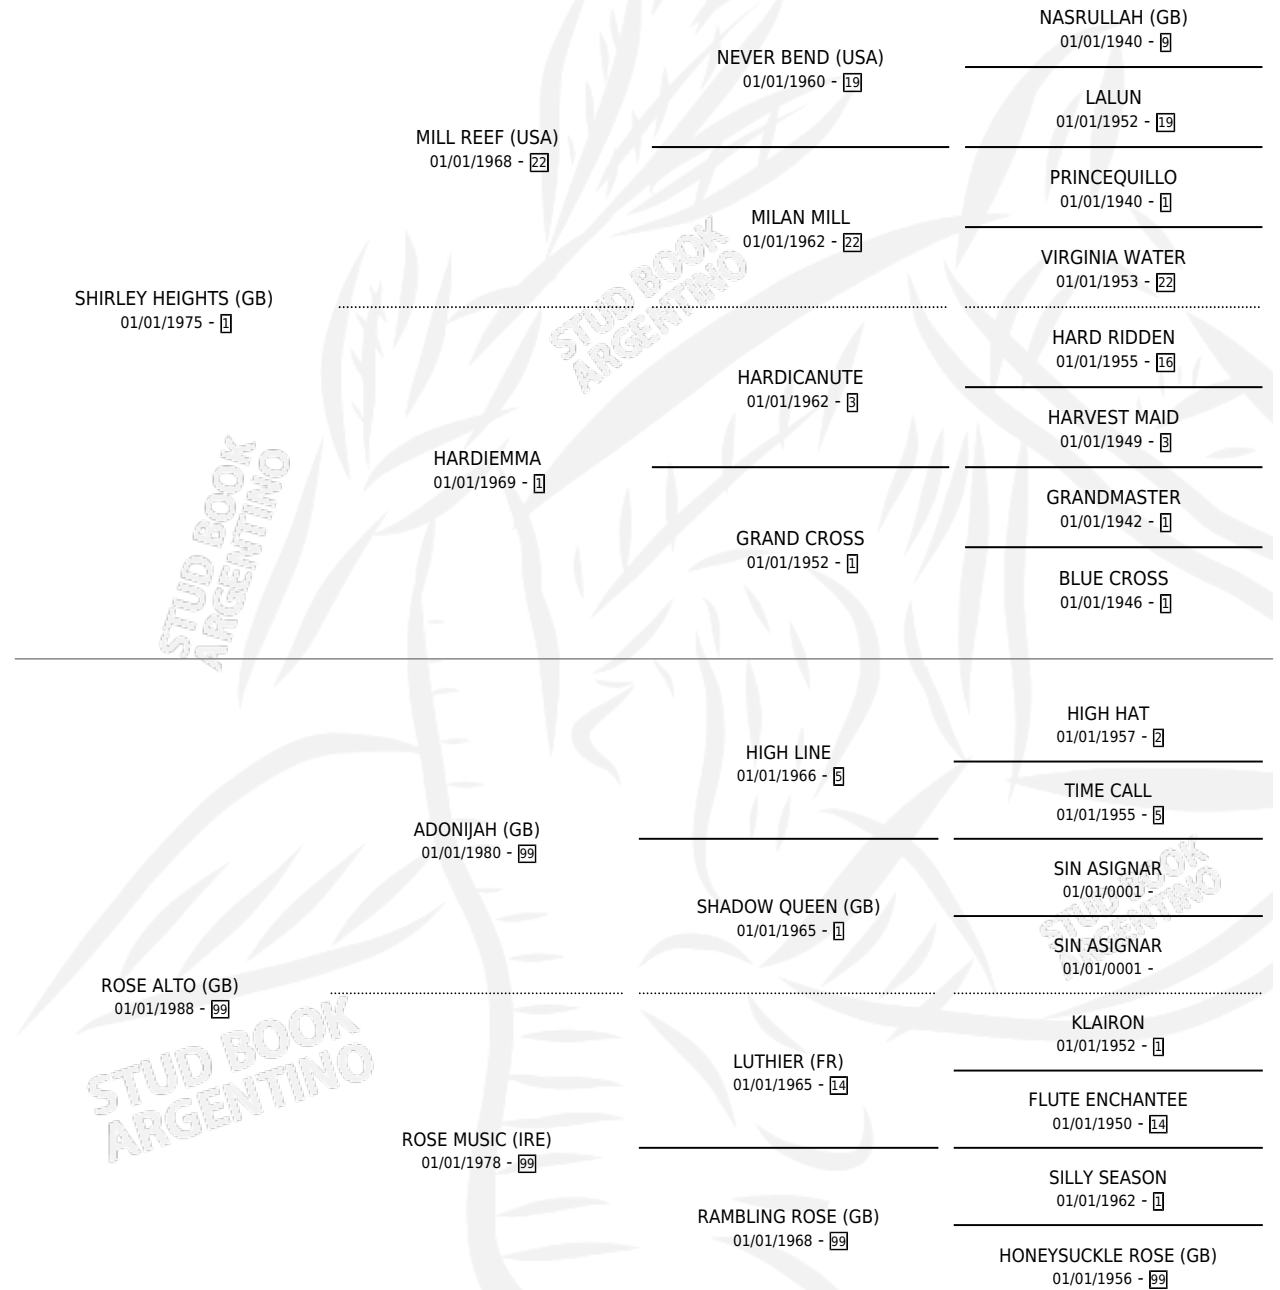 NASRULLAH (GB)
01/01/1940 - 9
NEVER BEND (USA)
01/01/1960 - 19
LALUN
01/01/1952 - 19
MILL REEF (USA)
01/01/1968 - 22
PRINCEQUILLO
01/01/1940 - 1
MILAN MILL
01/01/1962 - 22
VIRGINIA WATER
01/01/1953 - 22
SHIRLEY HEIGHTS (GB)
01/01/1975 - 1
HARD RIDDEN
01/01/1955 - 16
HARDICANUTE
01/01/1962 - 3
HARVEST MAID
01/01/1949 - 3
HARDIEMMA
01/01/1969 - 1
GRANDMASTER
01/01/1942 - 1
GRAND CROSS
01/01/1952 - 1
BLUE CROSS
01/01/1946 - 1
HIGH HAT
01/01/1957 - 2
HIGH LINE
01/01/1966 - 5
TIME CALL
01/01/1955 - 5
ADONIJAH (GB)
01/01/1980 - 99
SIN ASIGNAR
01/01/0001 -
SHADOW QUEEN (GB)
01/01/1965 - 1
SIN ASIGNAR
01/01/0001 -
ROSE ALTO (GB)
01/01/1988 - 99
KLAIRON
01/01/1952 - 1
LUTHIER (FR)
01/01/1965 - 14
FLUTE ENCHANTEE
01/01/1950 - 14
ROSE MUSIC (IRE)
01/01/1978 - 99
SILLY SEASON
01/01/1962 - 1
RAMBLING ROSE (GB)
01/01/1968 - 99
HONEYSUCKLE ROSE (GB)
01/01/1956 - 99
STUD BOOK
ARGENTINO
STUD BOOK
ARGENTINO
STUD BOOK
ARGENTINO
STUD BOOK
ARGENTINO